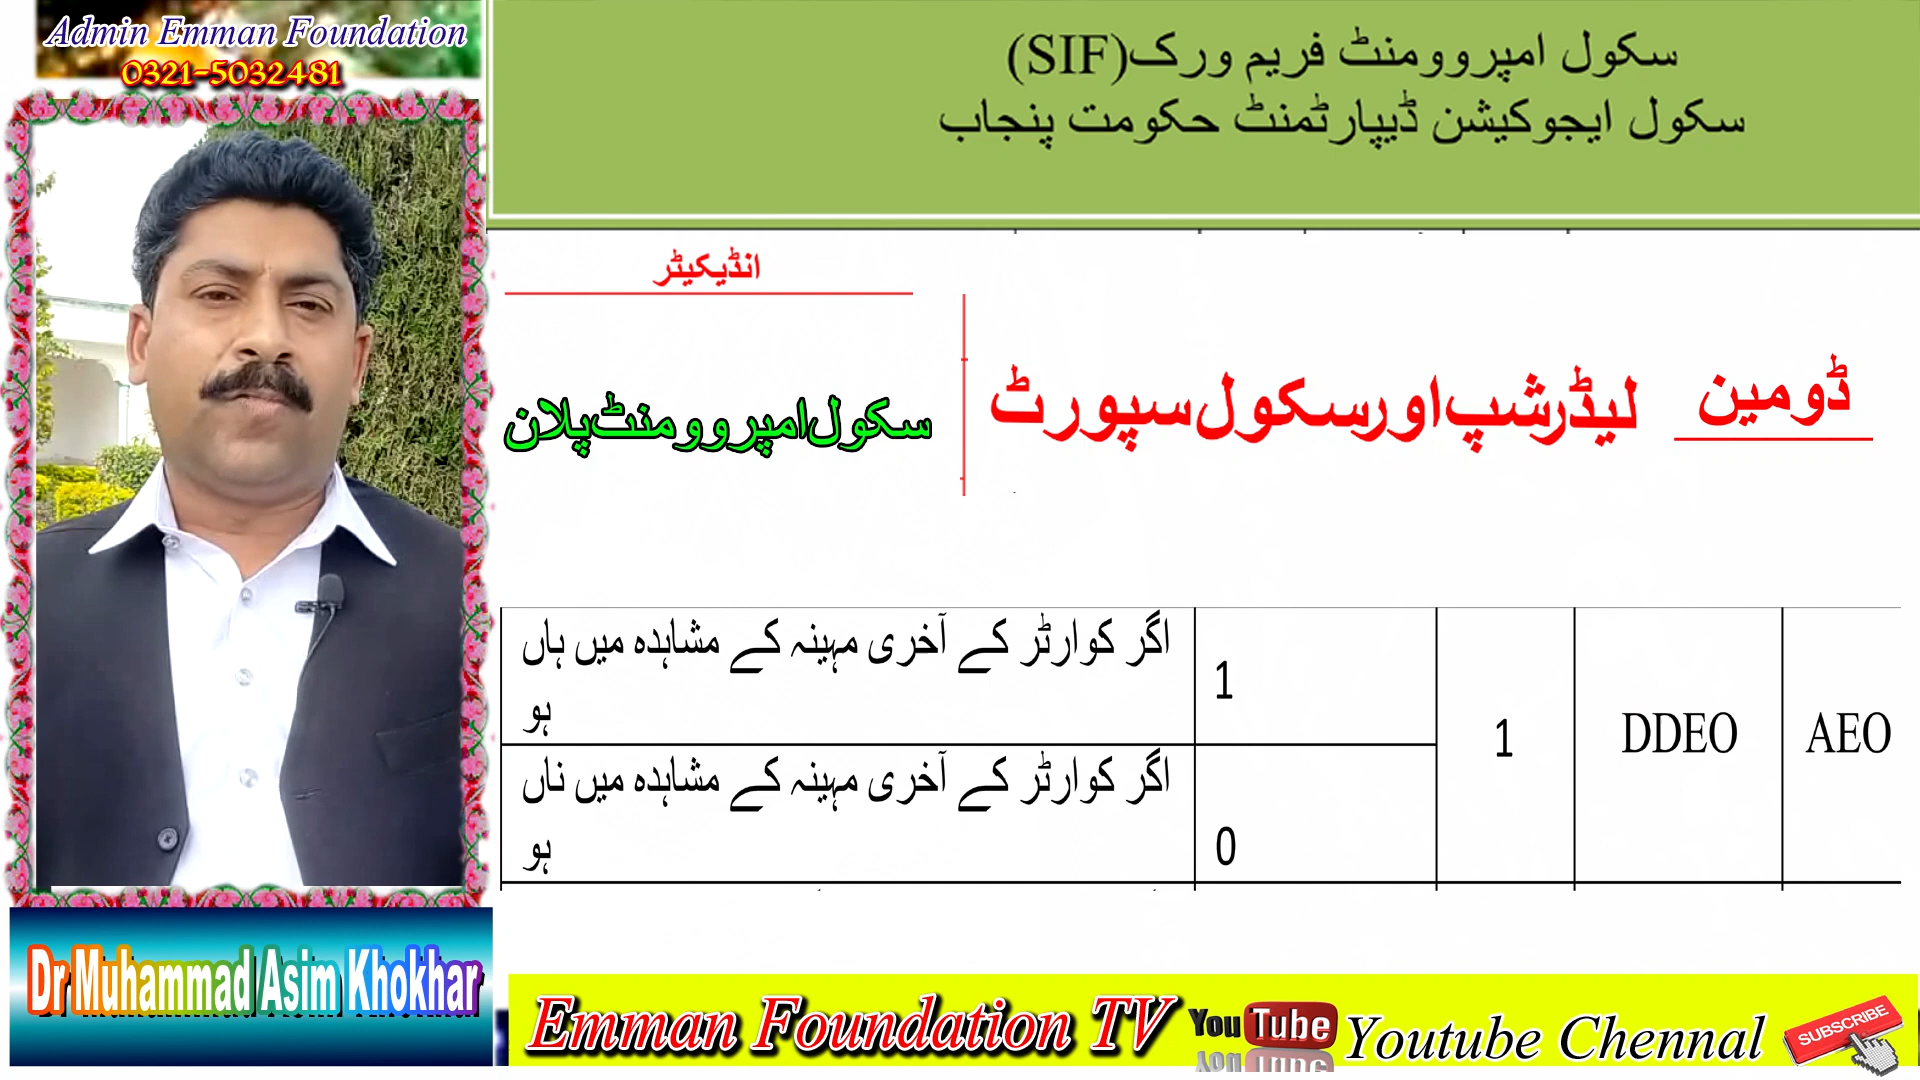 Admin Emman Foundation
0321-5032481
سکول امپروومنٹ فریم ورک(SIF)
سکول ایجوکیشن ڈیپارٹمنٹ حکومت پنجاب
انڈیکیٹر
ڈومین لیڈرشپ اور سکول سپورٹ
سکول امپروومنٹ پلان
اگر کوارٹر کے آخری مہینہ کے مشاہدہ میں ہاں
ہو
1
1
DDEO
AEO
اگر کوارٹر کے آخری مہینہ کے مشاہدہ میں ناں
ہو
0
Dr Muhammad Asim Khokhar
Emman Foundation TV YouTube Youtube Chennal SUBSCRIBE